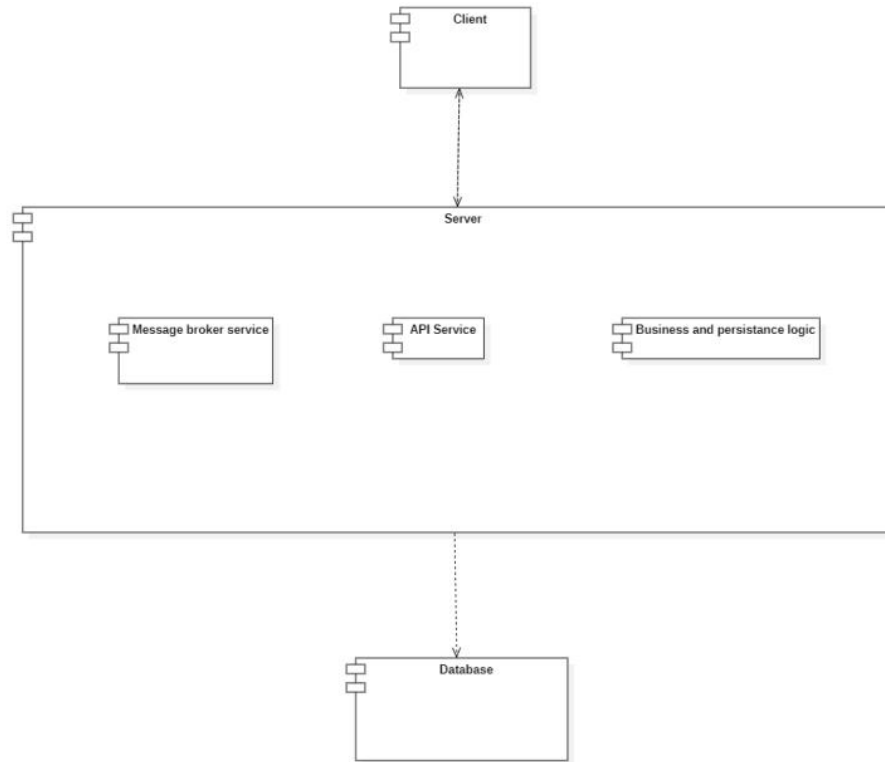 Client
Server
Message broker service
API Service
Business and persistance logic
Database